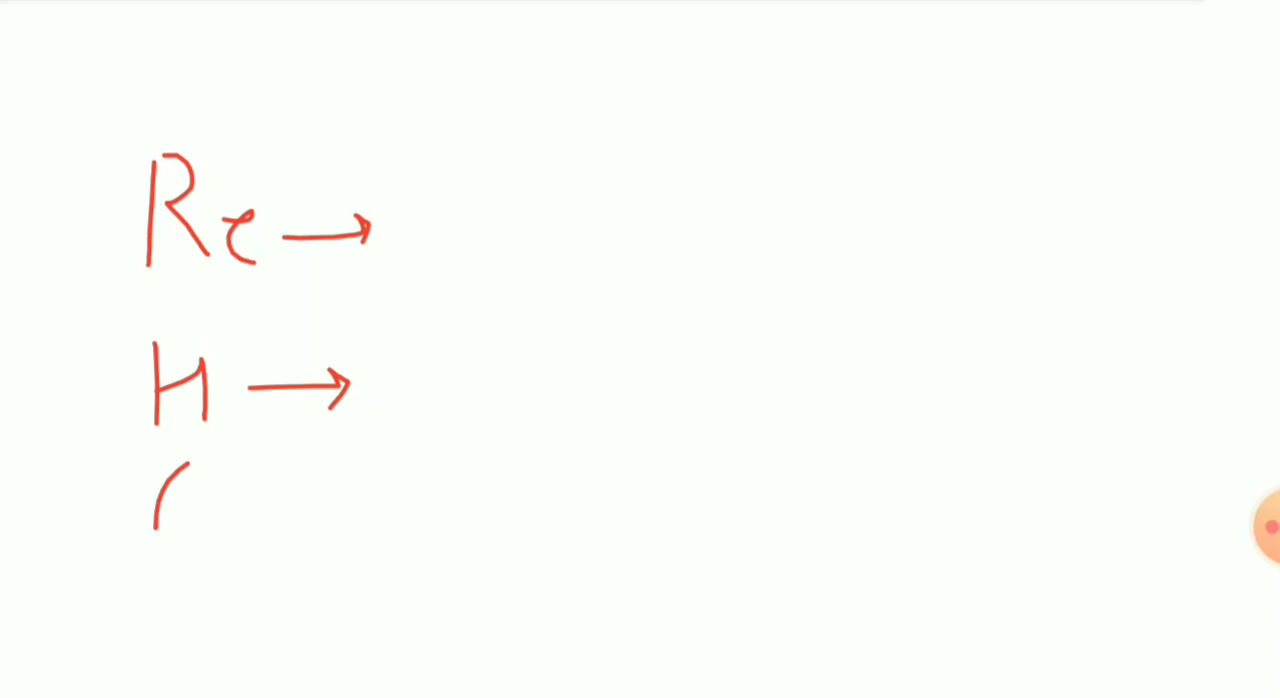 Re →
H →